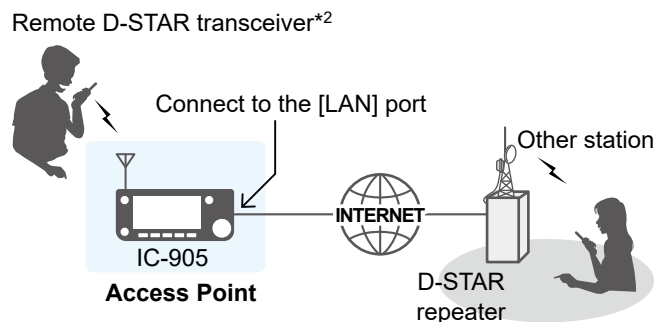 Remote D-STAR transceiver*2
Connect to the [LAN] port
Other station
INTERNET
IC-905
Access Point
D-STAR
repeater